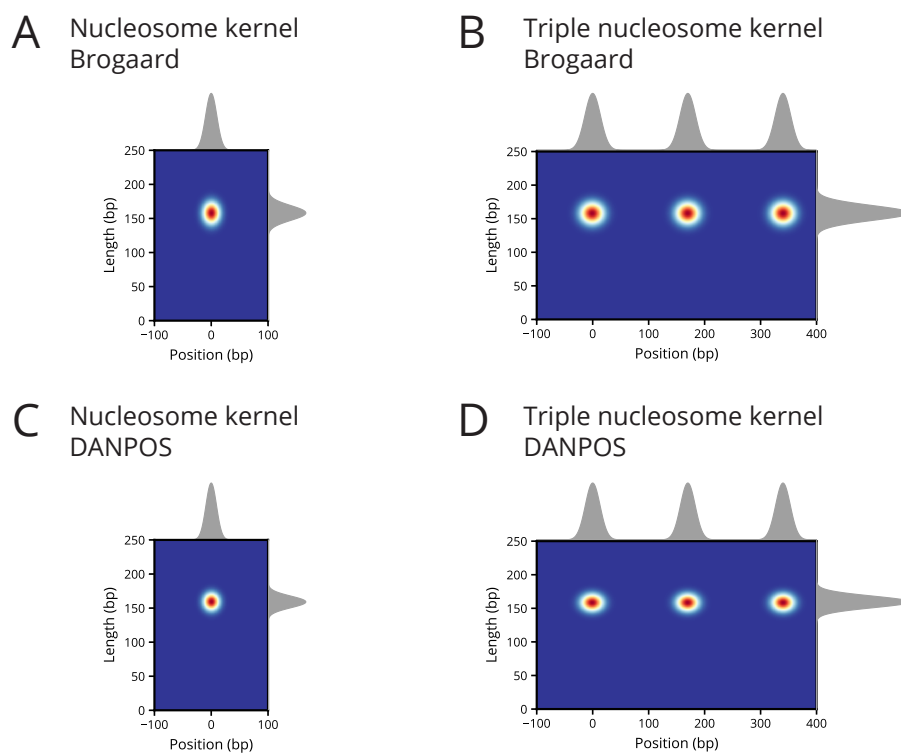 A
Nucleosome kernel
Brogaard
250
200
150
100
50
0
Length (bp)
−100
0
100
Position (bp)
B
Triple nucleosome kernel
Brogaard
250
200
150
100
50
0
Length (bp)
−100
0
100
200
300
400
Position (bp)
C
Nucleosome kernel
DANPOS
250
200
150
100
50
0
Length (bp)
−100
0
100
Position (bp)
D
Triple nucleosome kernel
DANPOS
250
200
150
100
50
0
Length (bp)
−100
0
100
200
300
400
Position (bp)